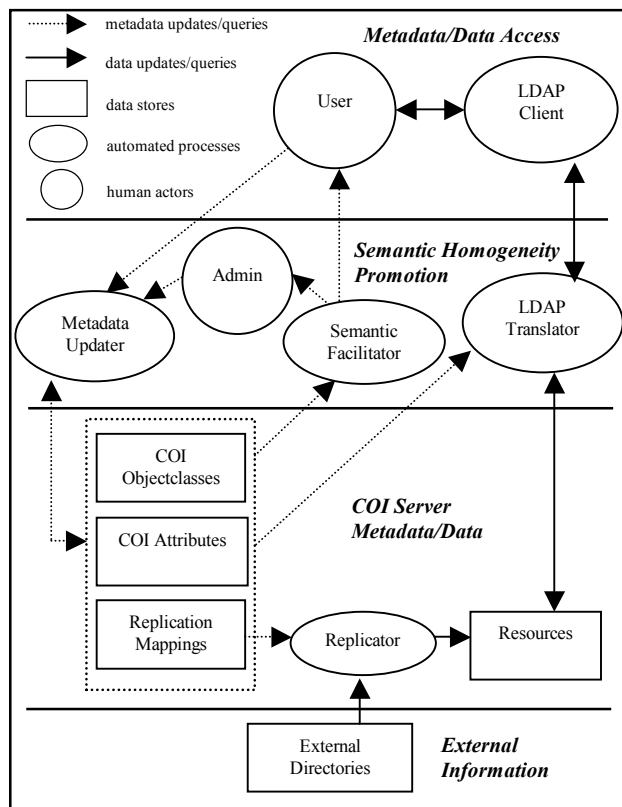 metadata updates/queries
data updates/queries
data stores
automated processes
human actors
Metadata/Data Access
User
LDAP
Client
Semantic Homogeneity
Promotion
Admin
Metadata
Updater
Semantic
Facilitator
LDAP
Translator
COI
Objectclasses
COI Attributes
Replication
Mappings
COI Server
Metadata/Data
Replicator
Resources
External
Directories
External
Information